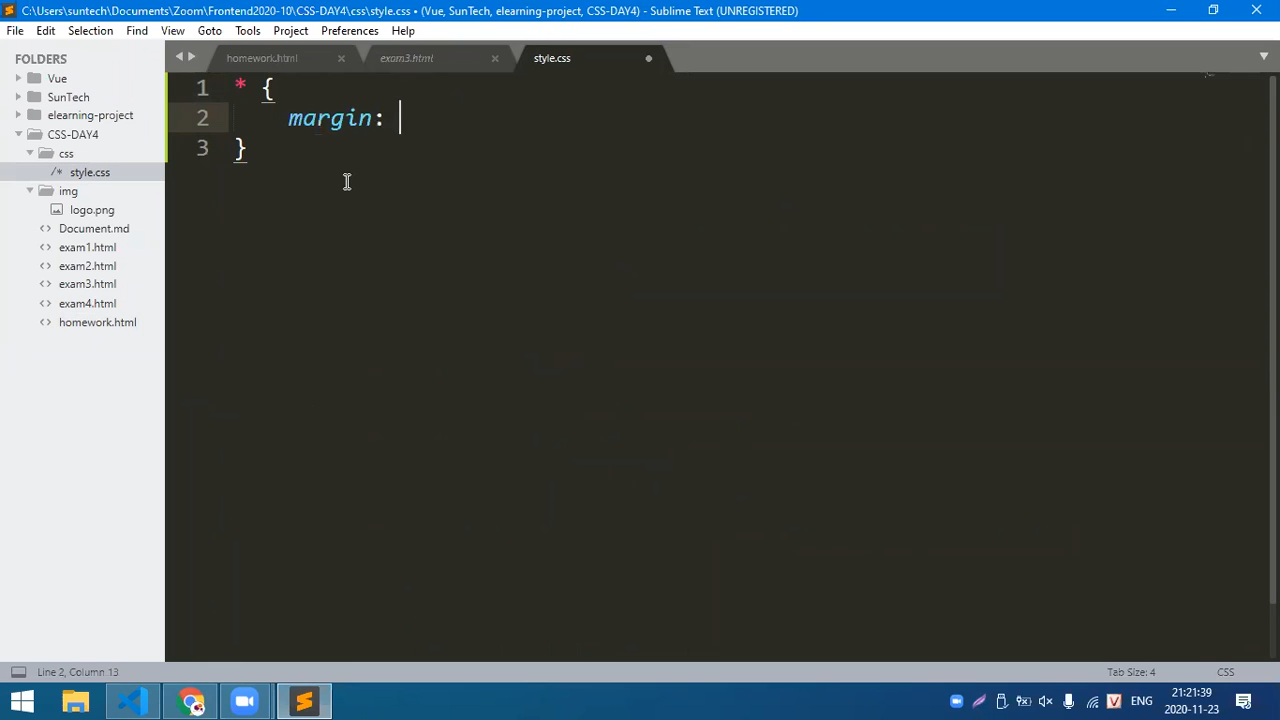 C:\Users\suntech\Documents\Zoom\Frontend2020-10\CSS-DAY4\css\style.css • (Vue, SunTech, elearning-project, CSS-DAY4) - Sublime Text (UNREGISTERED)
File Edit Selection Find View Goto Tools Project Preferences Help
FOLDERS
Vue
SunTech
elearning-project
CSS-DAY4
css
/* style.css
img
logo.png
<> Document.md
<> exam1.html
<> exam2.html
<> exam3.html
<> exam4.html
<> homework.html
homework.html exam3.html style.css
1 * {
2 margin:
3 }
Line 2, Column 13 Tab Size: 4 CSS
V ENG
21:21:39
2020-11-23